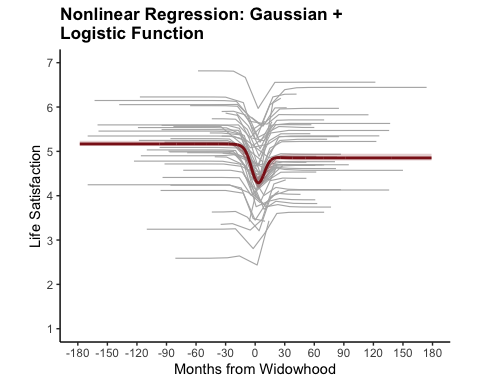 Nonlinear Regression: Gaussian +
Logistic Function
7
6
5
4
3
2
1
Life Satisfaction
-180 -150 -120 -90 -60 -30 0 30 60 90 120 150 180
Months from Widowhood